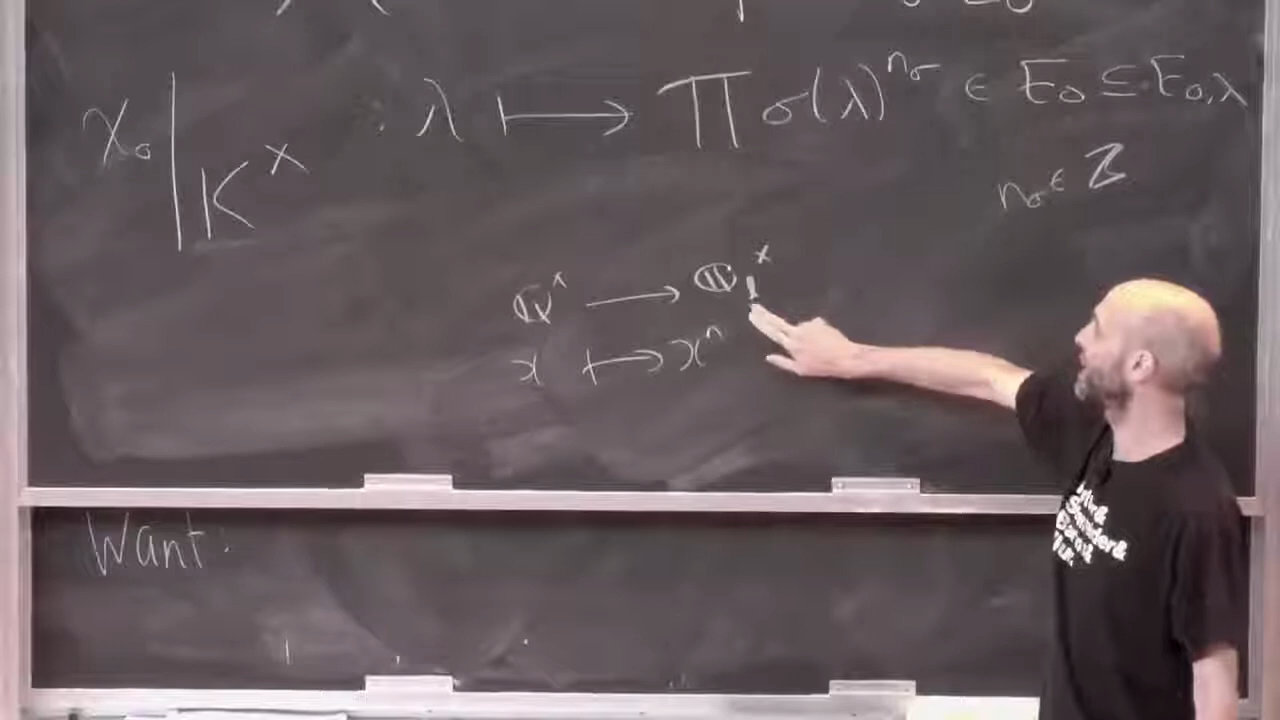 χ₀|_{K^×} : λ ⟼ ∏ σ(λ)^{n_σ} ∈ E₀ ⊆ E_{0,λ}
n_σ ∈ ℤ
ℚ^× ⟶ ℚ^×
x ⟼ x^n
Want: